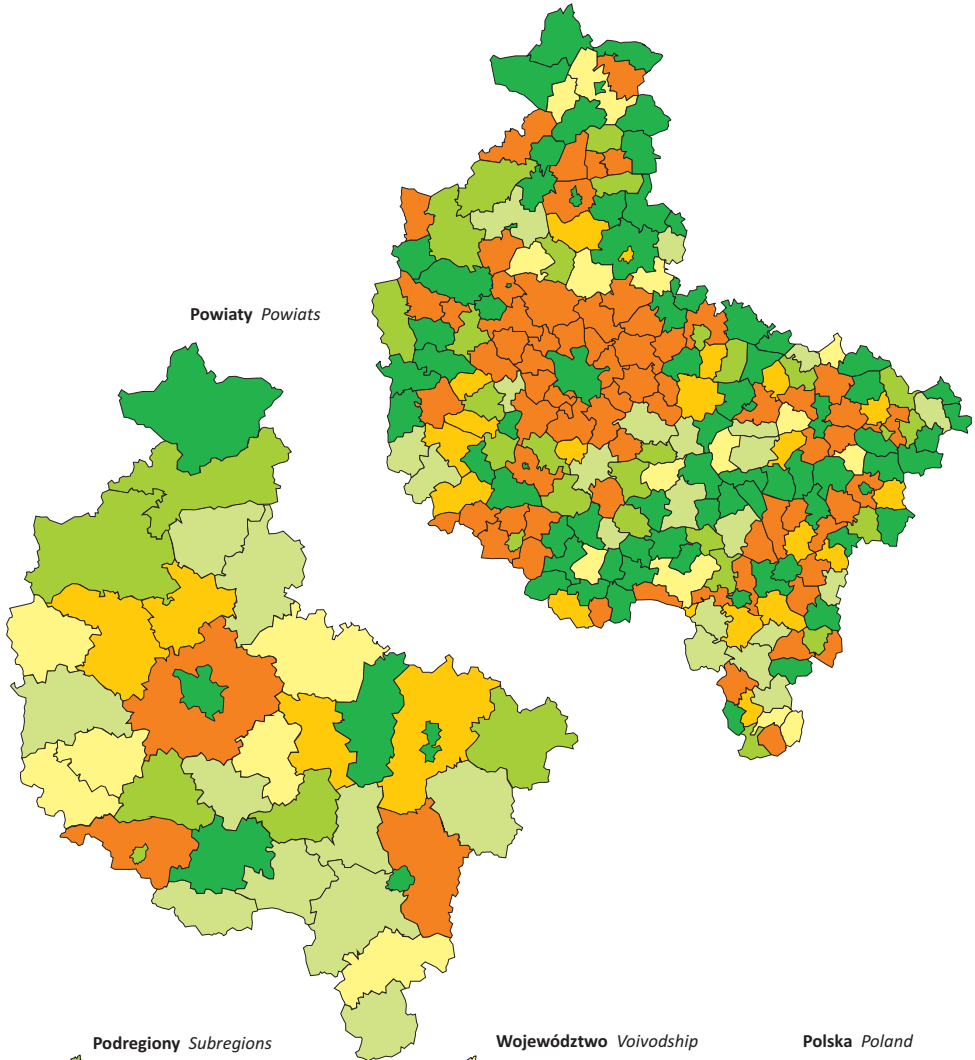 Powiaty Powiats
Podregiony Subregions
Województwo Voivodship
Polska Poland